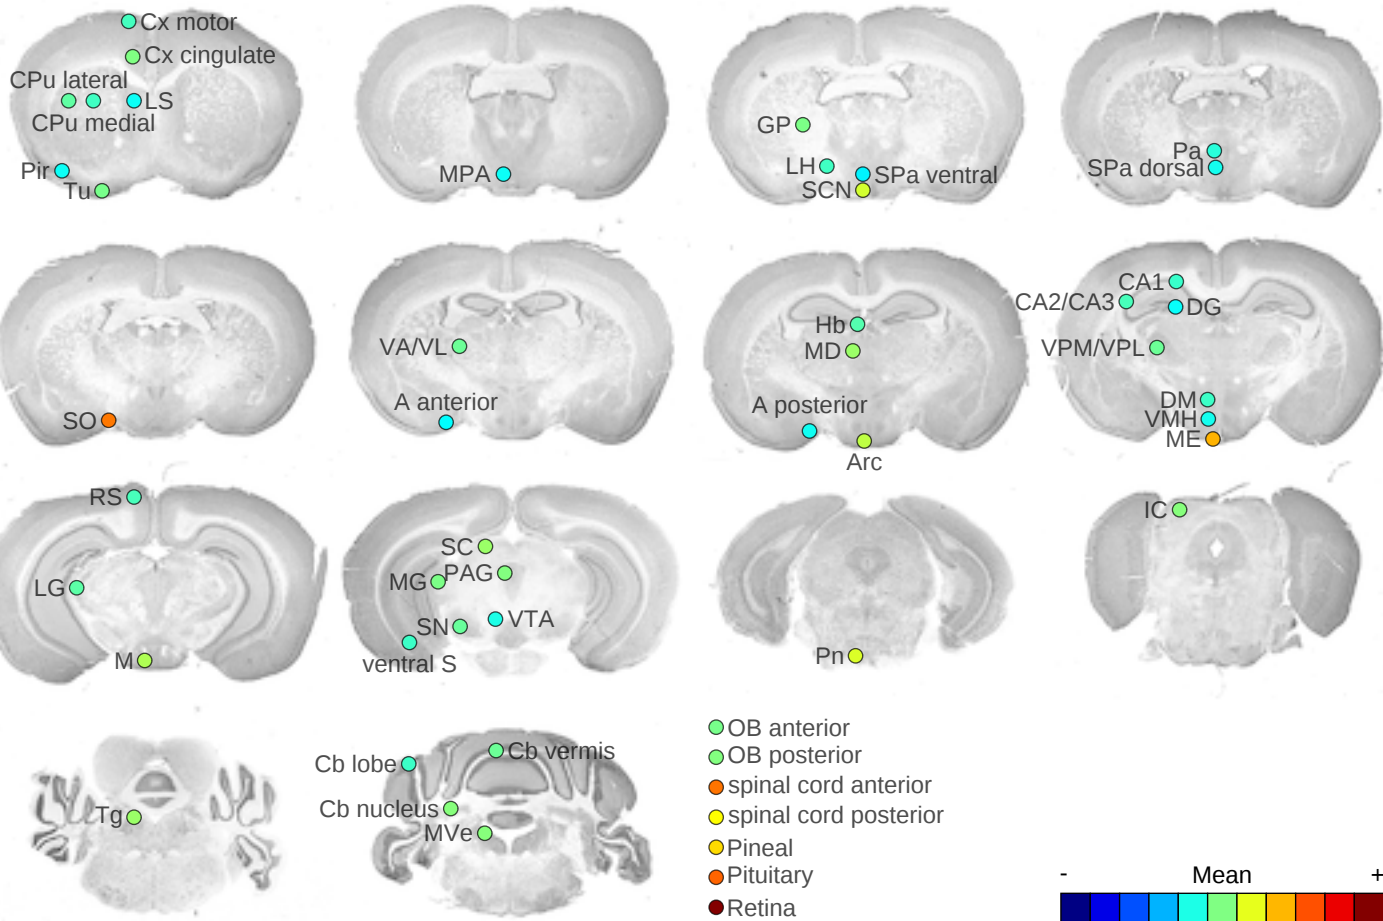 Cx motor
Cx cingulate
CPu lateral
LS
CPu medial
Pir
Tu
MPA
GP
LH
SPa ventral
SCN
Pa
SPa dorsal
SO
VA/VL
A anterior
Hb
MD
A posterior
Arc
CA1
CA2/CA3
DG
VPM/VPL
DM
VMH
ME
RS
LG
M
SC
MG PAG
SN VTA
ventral S
Pn
IC
Tg
Cb vermis
Cb lobe
Cb nucleus
MVe
OB anterior
OB posterior
spinal cord anterior
spinal cord posterior
Pineal
Pituitary
Retina
- Mean +